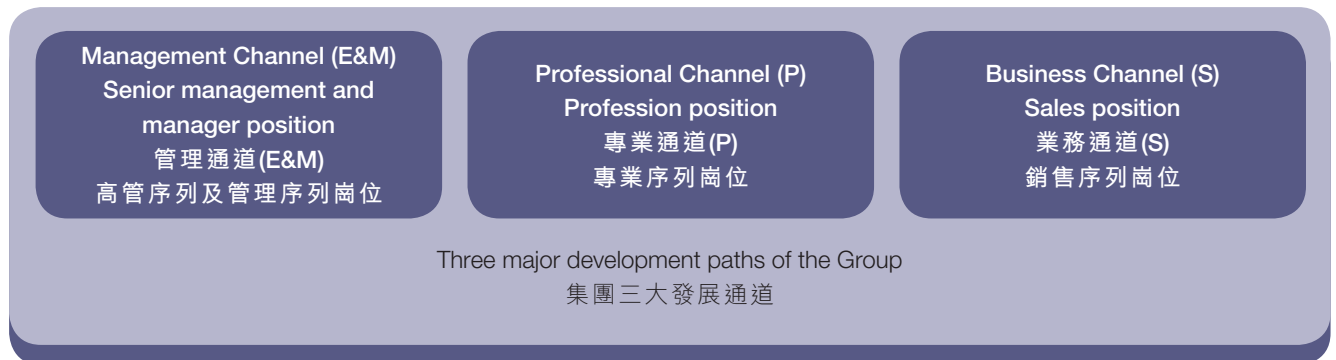 Management Channel (E&M)
Senior management and
manager position
管理通道(E&M)
高管序列及管理序列崗位
Professional Channel (P)
Profession position
專業通道(P)
專業序列崗位
Business Channel (S)
Sales position
業務通道(S)
銷售序列崗位
Three major development paths of the Group
集團三大發展通道